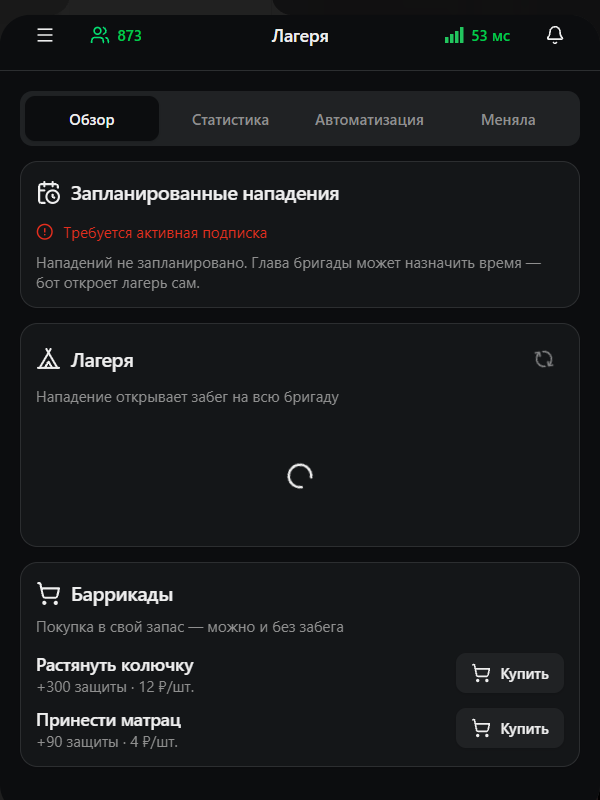 873
Лагеря
53 мс
Обзор
Статистика
Автоматизация
Меняла
Запланированные нападения
Требуется активная подписка
Нападений не запланировано. Глава бригады может назначить время —
бот откроет лагерь сам.
Лагеря
Нападение открывает забег на всю бригаду
Баррикады
Покупка в свой запас — можно и без забега
Растянуть колючку
+300 защиты · 12 ₽/шт.
Купить
Принести матрац
+90 защиты · 4 ₽/шт.
Купить